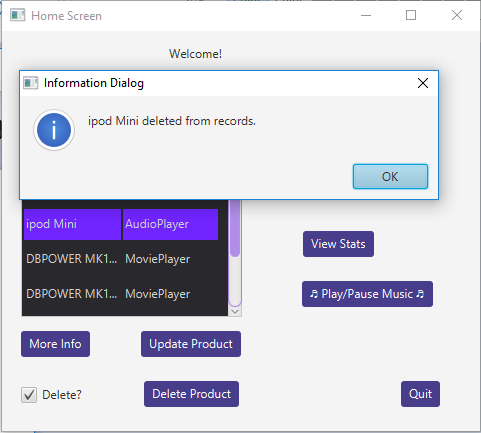 Home Screen
Welcome!
Information Dialog
ipod Mini deleted from records.
OK
ipod Mini AudioPlayer
DBPOWER MK1... MoviePlayer
DBPOWER MK1... MoviePlayer
View Stats
♬ Play/Pause Music ♬
More Info
Update Product
Delete?
Delete Product
Quit